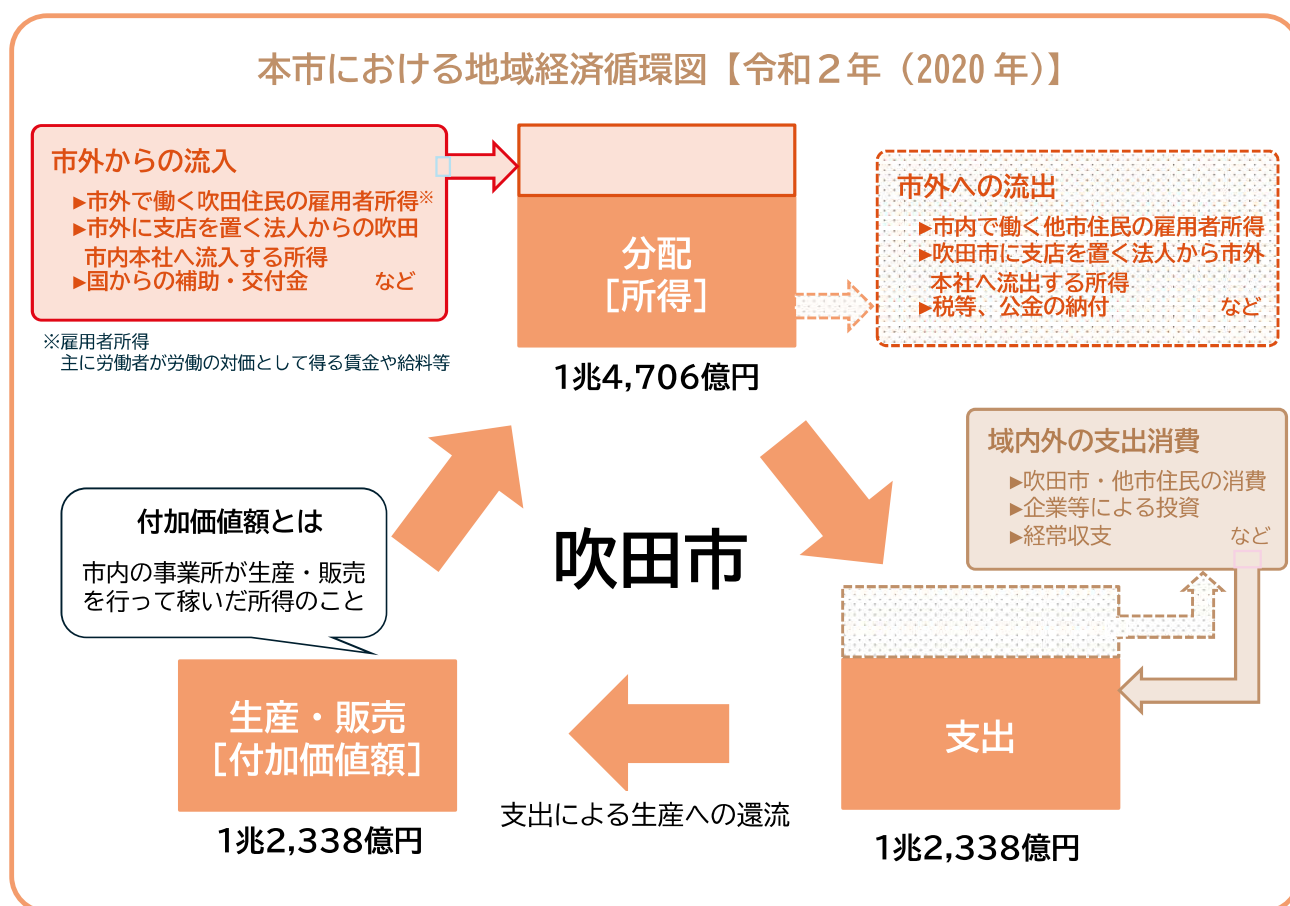 本市における地域経済循環図【令和２年（2020 年）】
市外からの流入
▶市外で働く吹田住民の雇用者所得※
▶市外に支店を置く法人からの吹田
市内本社へ流入する所得
▶国からの補助・交付金　など
※雇用者所得
主に労働者が労働の対価として得る賃金や給料等
分配
［所得］
1兆4,706億円
市外への流出
▶市内で働く他市住民の雇用者所得
▶吹田市に支店を置く法人から市外
本社へ流出する所得
▶税等、公金の納付　など
域内外の支出消費
▶吹田市・他市住民の消費
▶企業等による投資
▶経常収支　など
付加価値額とは
市内の事業所が生産・販売
を行って稼いだ所得のこと
吹田市
生産・販売
［付加価値額］
1兆2,338億円
支出による生産への還流
支出
1兆2,338億円